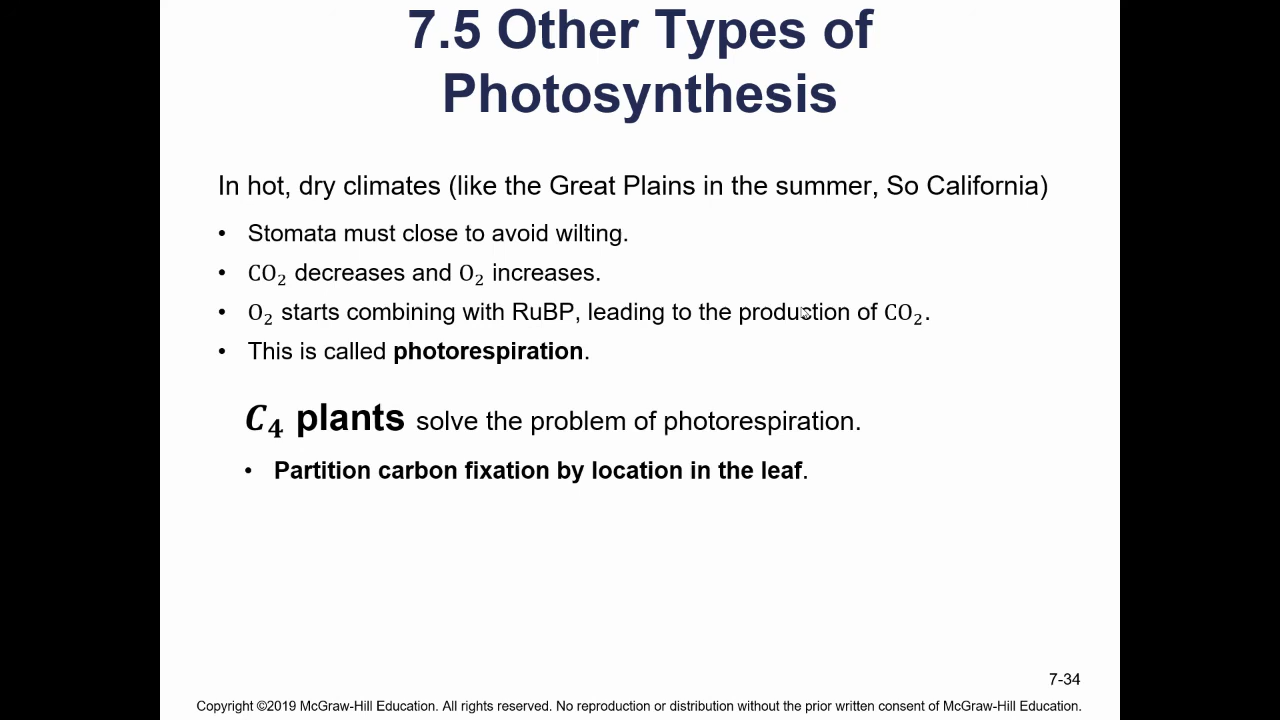 7.5 Other Types of
Photosynthesis
In hot, dry climates (like the Great Plains in the summer, So California)
• Stomata must close to avoid wilting.
• CO₂ decreases and O₂ increases.
• O₂ starts combining with RuBP, leading to the production of CO₂.
• This is called photorespiration.
C₄ plants solve the problem of photorespiration.
• Partition carbon fixation by location in the leaf.
7-34
Copyright ©2019 McGraw-Hill Education. All rights reserved. No reproduction or distribution without the prior written consent of McGraw-Hill Education.